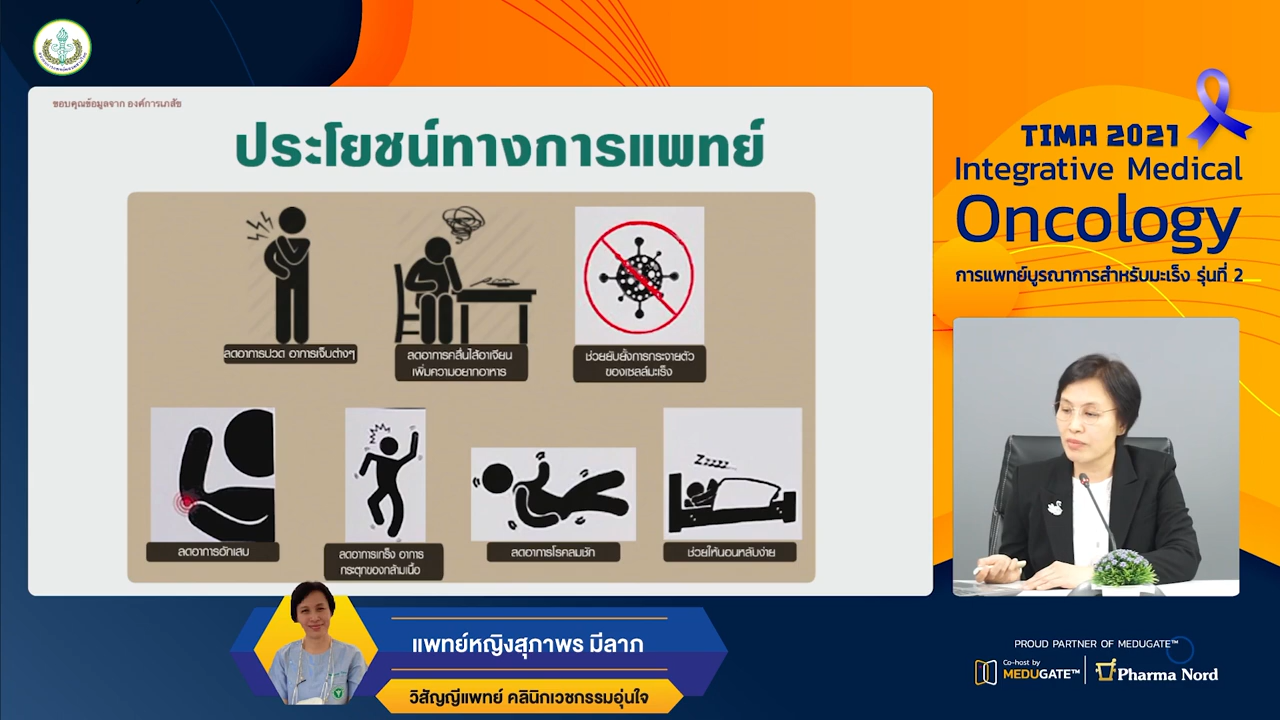 ขอบคุณข้อมูลจาก องค์การเภสัช
ประโยชน์ทางการแพทย์
ลดอาการปวด อาการเจ็บต่างๆ
ลดอาการคลื่นไส้อาเจียน
เพิ่มความอยากอาหาร
ช่วยยับยั้งการกระจายตัว
ของเซลล์มะเร็ง
ลดอาการอักเสบ
ลดอาการเกร็ง อาการ
กระตุกของกล้ามเนื้อ
ลดอาการโรคลมชัก
ช่วยให้นอนหลับง่าย
TIMA 2021
Integrative Medical
Oncology
การแพทย์บูรณาการสำหรับมะเร็ง รุ่นที่ 2
แพทย์หญิงสุภาพร มีลาภ
วิสัญญีแพทย์ คลินิกเวชกรรมอุ่นใจ
PROUD PARTNER OF MEDUGATE™
Co-host by
MEDUGATE™
Pharma Nord